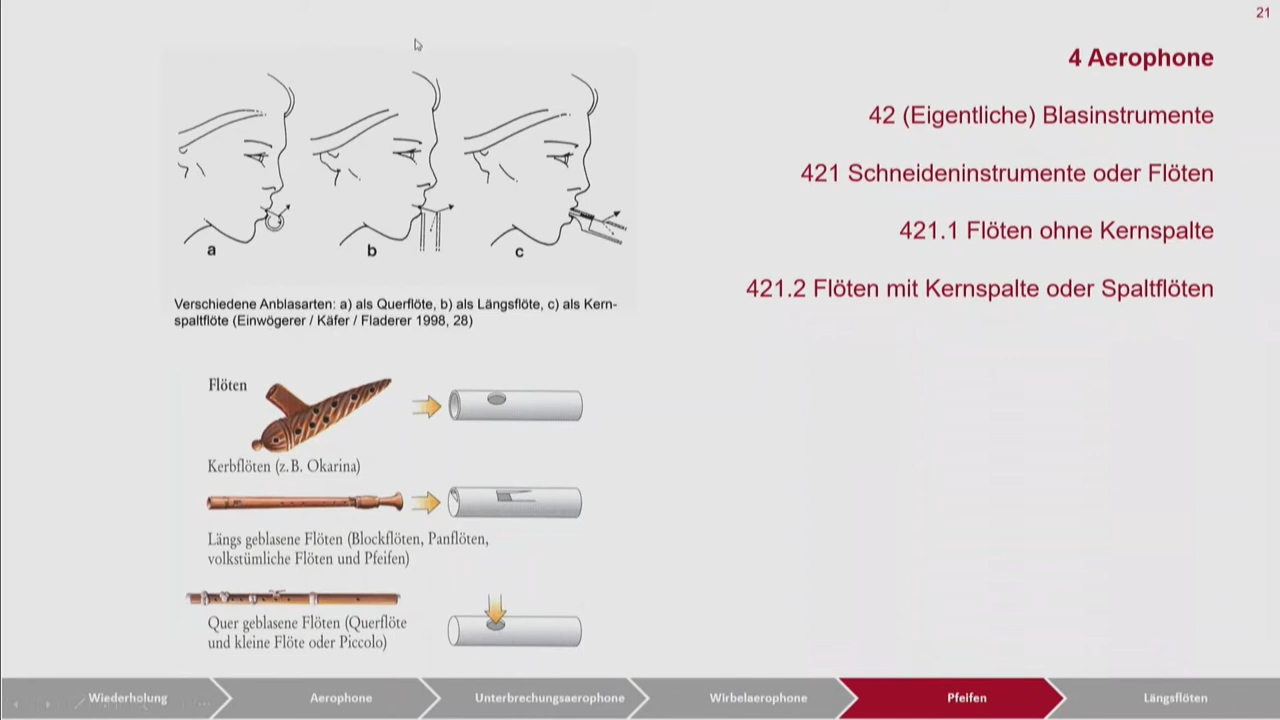 21
4 Aerophone
42 (Eigentliche) Blasinstrumente
421 Schneideninstrumente oder Flöten
421.1 Flöten ohne Kernspalte
421.2 Flöten mit Kernspalte oder Spaltflöten
a
b
c
Verschiedene Anblasarten: a) als Querflöte, b) als Längsflöte, c) als Kern-
spaltflöte (Einwögerer / Käfer / Fladerer 1998, 28)
Flöten
Kerbflöten (z.B. Okarina)
Längs geblasene Flöten (Blockflöten, Panflöten,
volkstümliche Flöten und Pfeifen)
Quer geblasene Flöten (Querflöte
und kleine Flöte oder Piccolo)
Wiederholung
Aerophone
Unterbrechungsaerophone
Wirbelaerophone
Pfeifen
Längsflöten